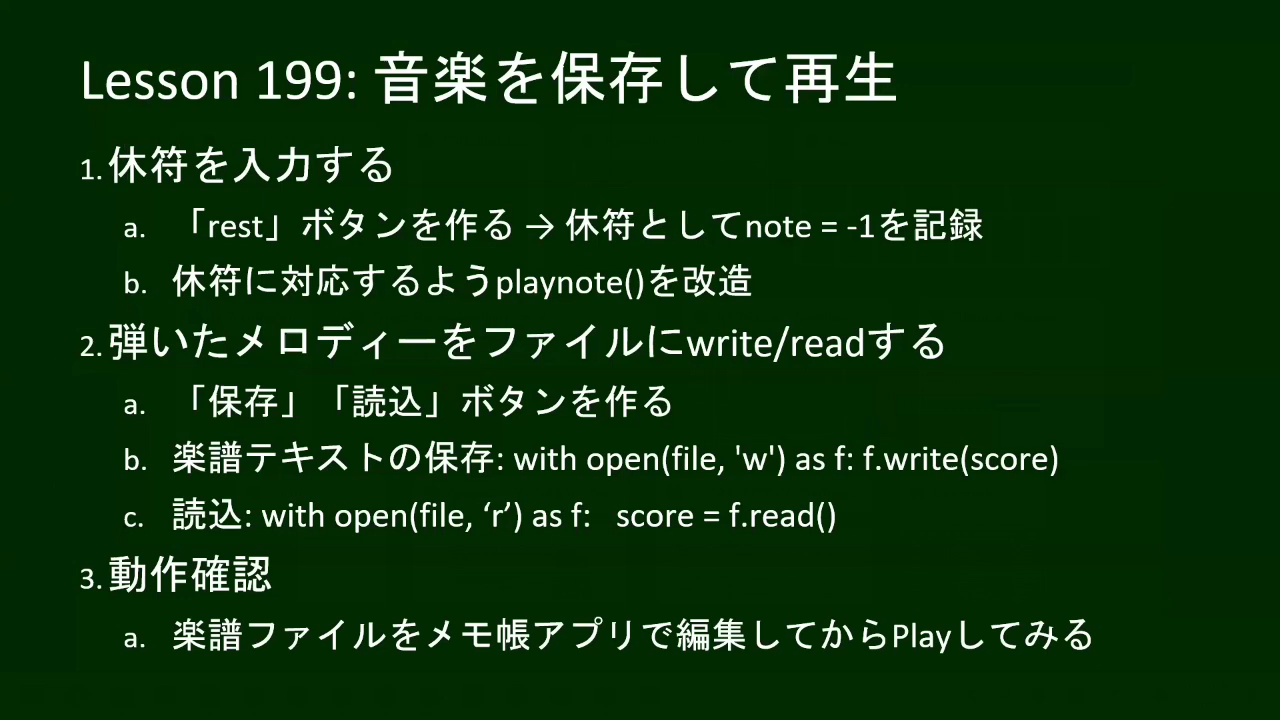 Lesson 199: 音楽を保存して再生
1. 休符を入力する
a. 「rest」ボタンを作る → 休符としてnote = -1を記録
b. 休符に対応するようplaynote()を改造
2. 弾いたメロディーをファイルにwrite/readする
a. 「保存」「読込」ボタンを作る
b. 楽譜テキストの保存: with open(file, 'w') as f: f.write(score)
c. 読込: with open(file, ‘r’) as f: score = f.read()
3. 動作確認
a. 楽譜ファイルをメモ帳アプリで編集してからPlayしてみる